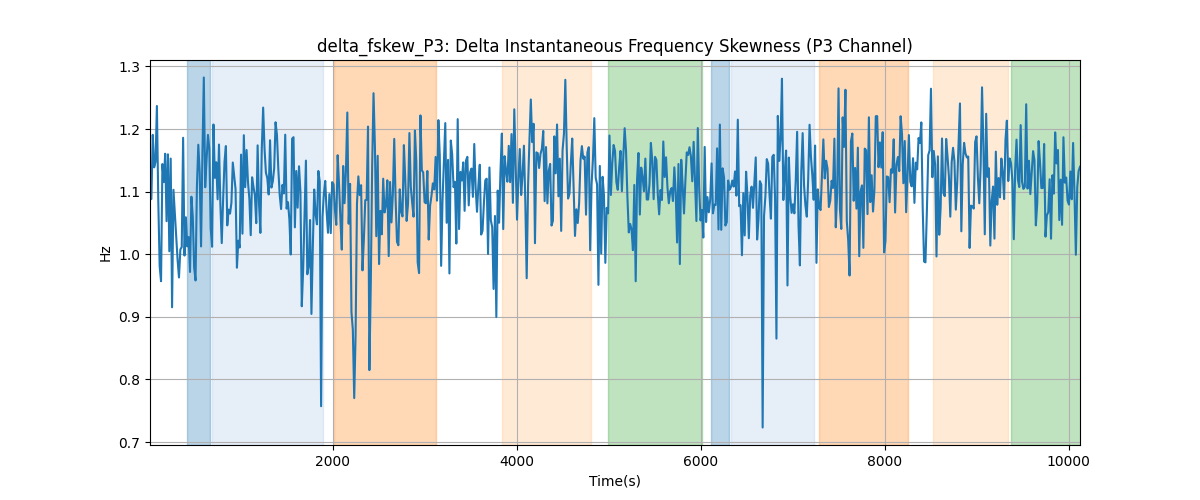 delta_fskew_P3: Delta Instantaneous Frequency Skewness (P3 Channel)
1.3
1.2
1.1
1.0
0.9
0.8
0.7
Hz
2000 4000 6000 8000 10000
Time(s)